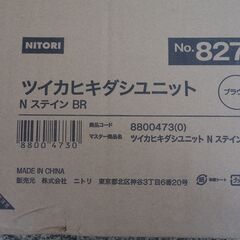 NITORI
No.827
ブラウ
ツイカヒキダシユニット
N ステイン BR
商品コード
8800473(0)
マスター商品名
ツイカヒキダシユニット N ステイン
8800 4730
MADE IN CHINA
販売元 株式会社 ニトリ 東京都北区神谷3丁目6番20号